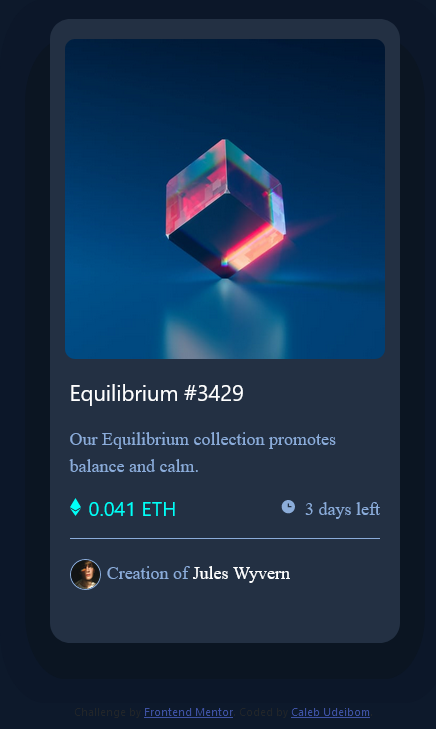 Equilibrium #3429
Our Equilibrium collection promotes
balance and calm.
0.041 ETH 3 days left
Creation of Jules Wyvern
Challenge by Frontend Mentor. Coded by Caleb Udeibom.